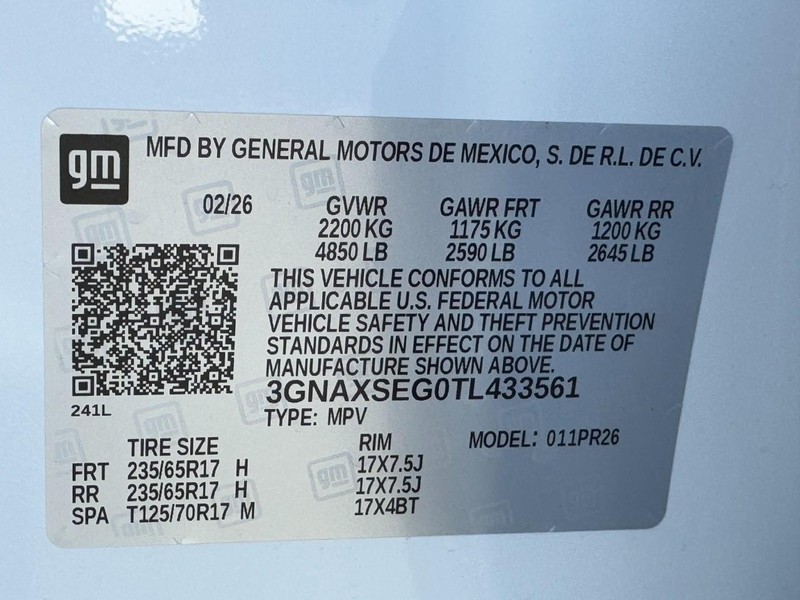 gm MFD BY GENERAL MOTORS DE MEXICO, S. DE R.L. DE C.V.
02/26 GVWR GAWR FRT GAWR RR
2200 KG 1175 KG 1200 KG
4850 LB 2590 LB 2645 LB
THIS VEHICLE CONFORMS TO ALL
APPLICABLE U.S. FEDERAL MOTOR
VEHICLE SAFETY AND THEFT PREVENTION
STANDARDS IN EFFECT ON THE DATE OF
MANUFACTURE SHOWN ABOVE.
3GNAXSEG0TL433561
241L
TYPE: MPV
TIRE SIZE RIM MODEL: 011PR26
FRT 235/65R17 H 17X7.5J
RR 235/65R17 H 17X7.5J
SPA T125/70R17 M 17X4BT